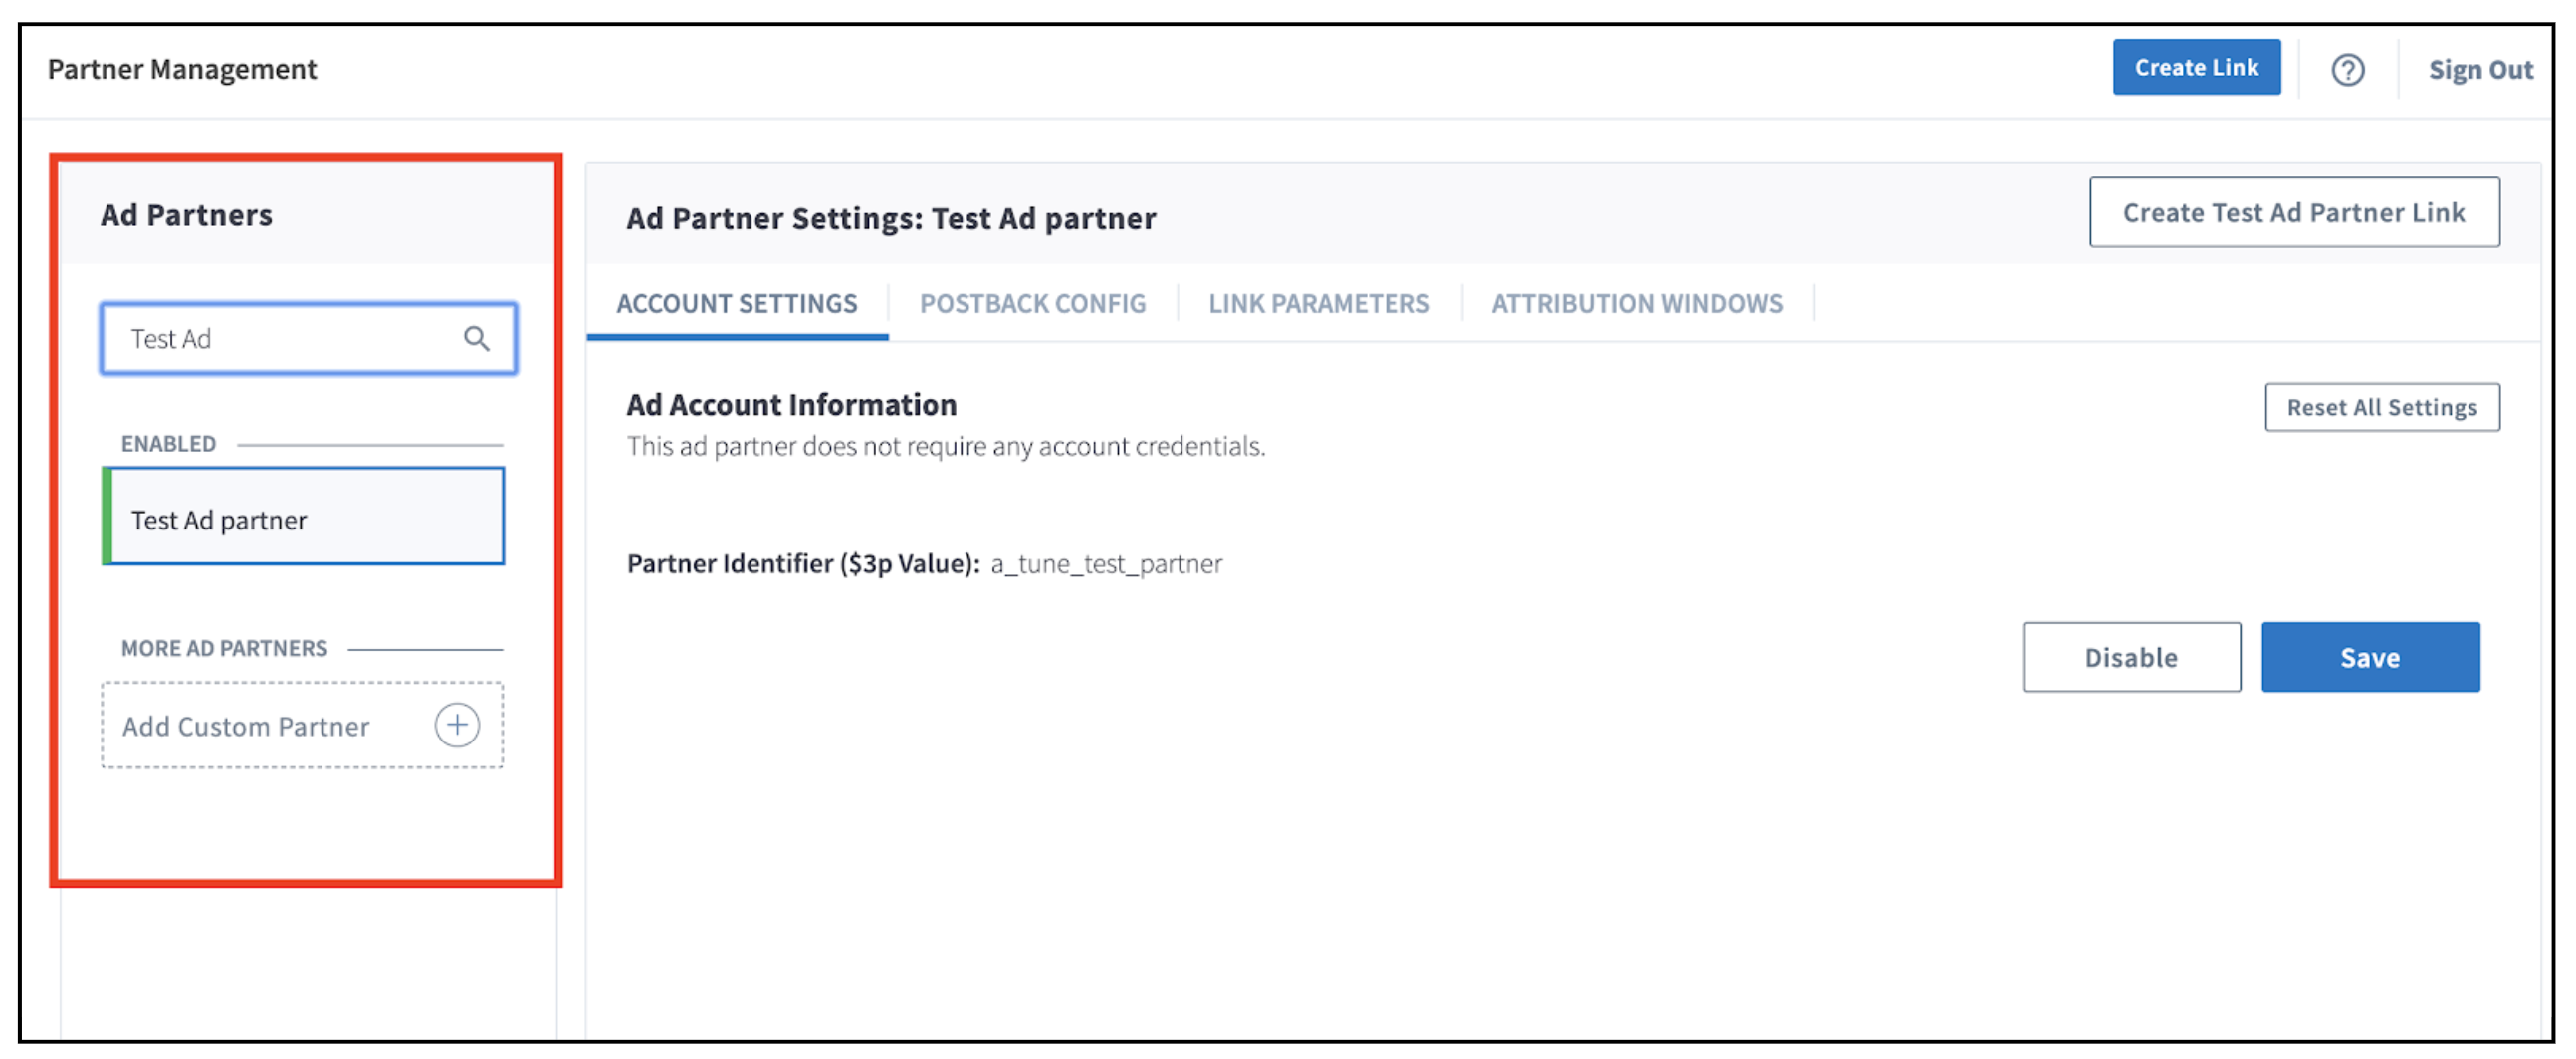 Partner Management
Create Link
Sign Out
Ad Partners
Test Ad
ENABLED
Test Ad partner
MORE AD PARTNERS
Add Custom Partner
Ad Partner Settings: Test Ad partner
Create Test Ad Partner Link
ACCOUNT SETTINGS
POSTBACK CONFIG
LINK PARAMETERS
ATTRIBUTION WINDOWS
Ad Account Information
Reset All Settings
This ad partner does not require any account credentials.
Partner Identifier ($3p Value): a_tune_test_partner
Disable
Save